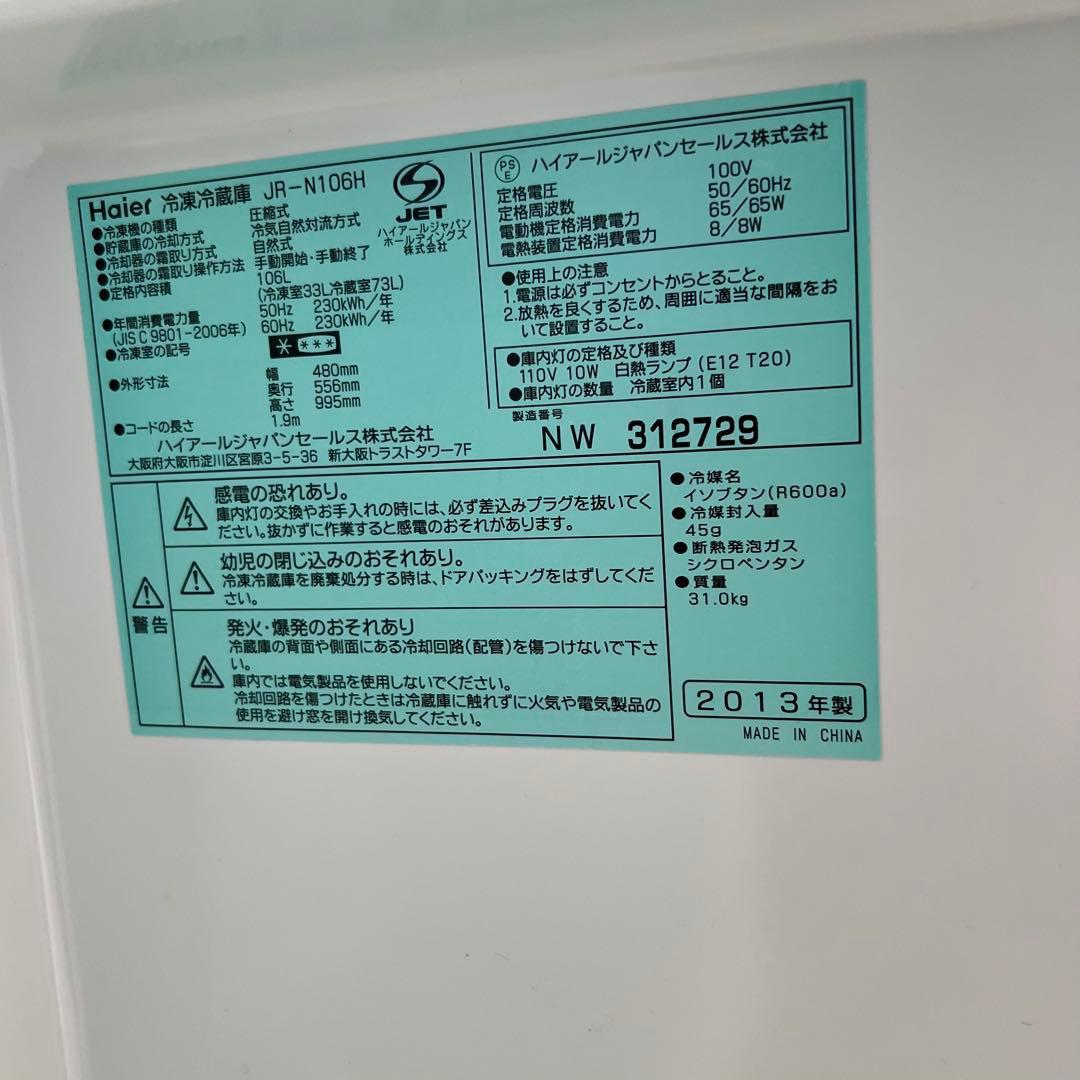 Haier 冷凍冷蔵庫 JR-N106H
●冷凍機の種類 圧縮式
●貯蔵庫の冷却方式 冷気自然対流方式
●冷却器の霜取り方式 自然式
●冷却器の霜取り操作方法 手動開始・手動終了
●定格内容積 106L
(冷凍室33L冷蔵室73L)
●年間消費電力量 50Hz 230kWh/年
(JIS C 9801-2006年) 60Hz 230kWh/年
●冷凍室の記号 * ***
●外形寸法 幅 480mm
奥行 556mm
高さ 995mm
●コードの長さ 1.9m
ハイアールジャパンセールス株式会社
大阪府大阪市淀川区宮原3-5-36 新大阪トラストタワー7F
S
JET
ハイアールジャパン
ホールディングス
株式会社
PS
E ハイアールジャパンセールス株式会社
定格電圧 100V
定格周波数 50/60Hz
電動機定格消費電力 65/65W
電熱装置定格消費電力 8/8W
●使用上の注意
1.電源は必ずコンセントからとること。
2.放熱を良くするため、周囲に適当な間隔をお
いて設置すること。
●庫内灯の定格及び種類
110V 10W 白熱ランプ(E12 T20)
●庫内灯の数量 冷蔵室内1個
製造番号
NW 312729
警告
感電の恐れあり。
庫内灯の交換やお手入れの時には、必ず差込みプラグを抜いてく
ださい。抜かずに作業すると感電のおそれがあります。
幼児の閉じ込みのおそれあり。
冷凍冷蔵庫を廃棄処分する時は、ドアパッキングをはずしてくだ
さい。
発火・爆発のおそれあり
冷蔵庫の背面や側面にある冷却回路(配管)を傷つけないで下さ
い。
庫内では電気製品を使用しないでください。
冷却回路を傷つけたときは冷蔵庫に触れずに火気や電気製品の
使用を避け窓を開け換気してください。
●冷媒名
イソブタン(R600a)
●冷媒封入量
45g
●断熱発泡ガス
シクロペンタン
●質量
31.0kg
2013年製
MADE IN CHINA